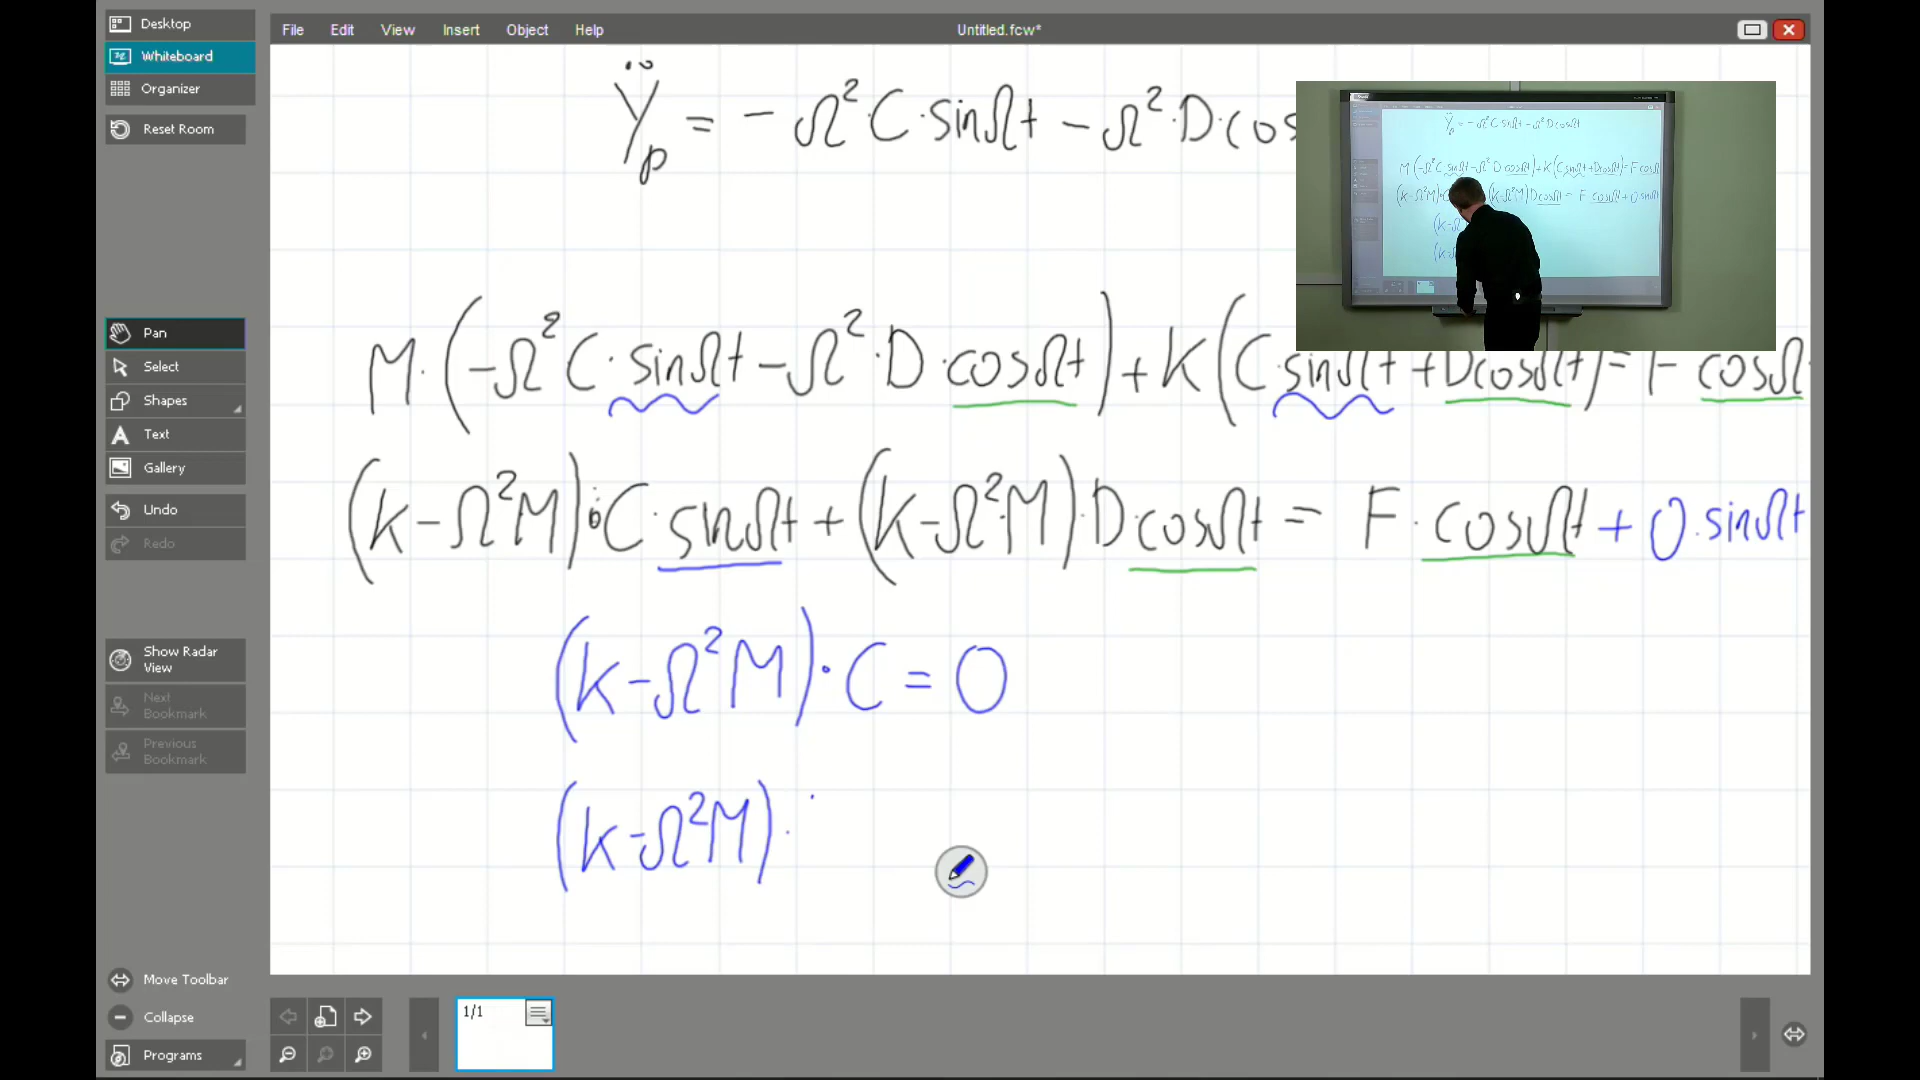 Desktop
Whiteboard
Organizer
Reset Room
Pan
Select
Shapes
Text
Gallery
Undo
Redo
Show Radar View
Next Bookmark
Previous Bookmark
Move Toolbar
Collapse
Programs
File Edit View Insert Object Help Untitled.fcw*
Ÿp = - Ω²·C·sinΩt - Ω²·D·cos
M·(-Ω²C·sinΩt - Ω²·D·cosΩt) + K(C·sinΩt + DcosΩt) = F cosΩ
(K-Ω²M)·C·sinΩt + (K-Ω²M)·D·cosΩt = F·cosΩt + 0·sinΩt
(K-Ω²M)·C = 0
(K-Ω²M)·
1/1